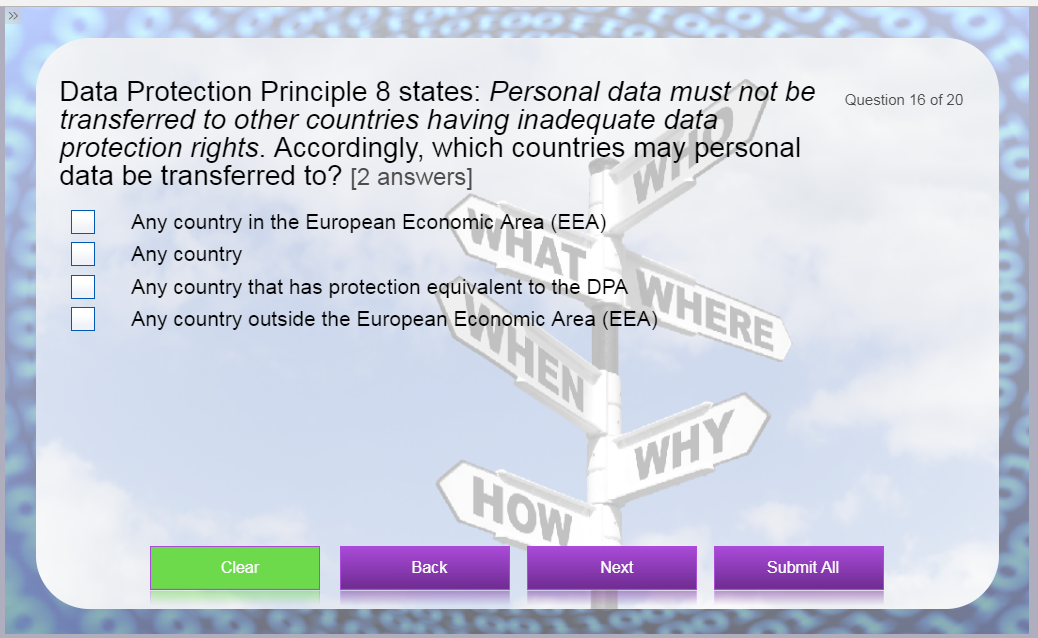 »
Data Protection Principle 8 states: Personal data must not be
transferred to other countries having inadequate data
protection rights. Accordingly, which countries may personal
data be transferred to? [2 answers]
Question 16 of 20
Any country in the European Economic Area (EEA)
Any country
Any country that has protection equivalent to the DPA
Any country outside the European Economic Area (EEA)
WHO
WHAT
WHERE
WHEN
WHY
HOW
Clear
Back
Next
Submit All